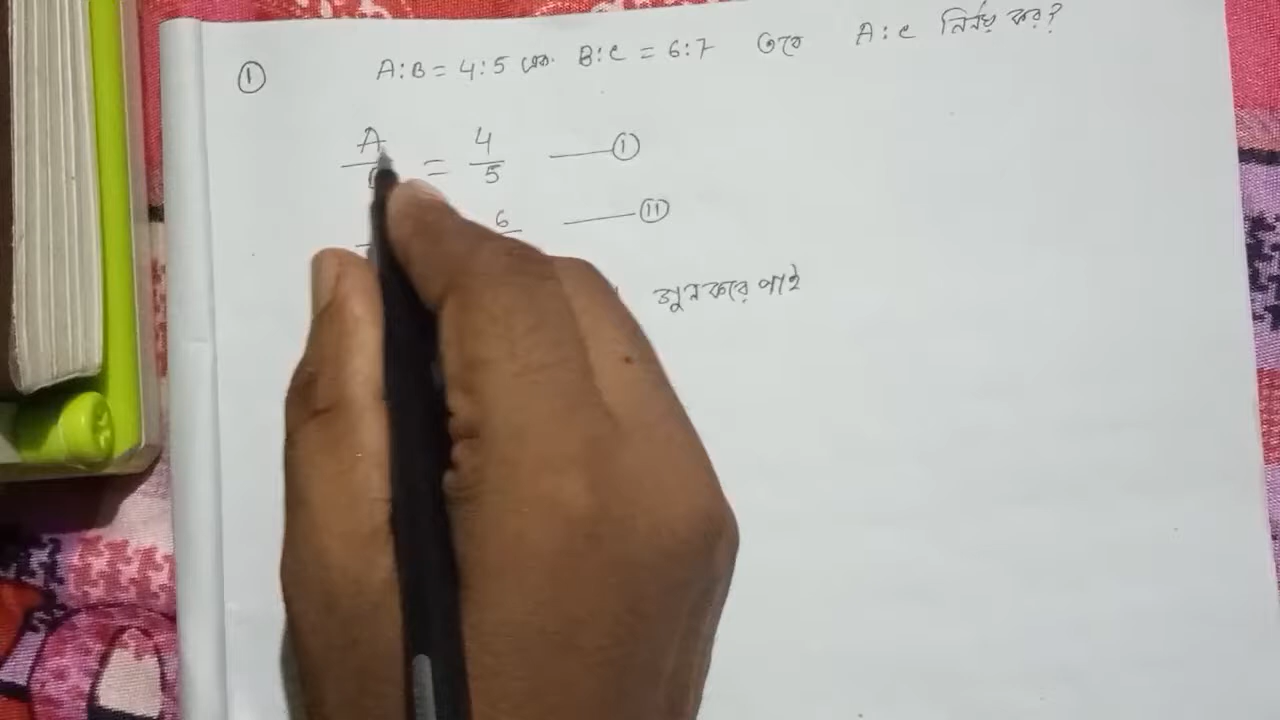 ① A:B = 4:5 এবং B:C = 6:7 তবে A:C নির্ণয় কর?
A = 4/5 —— ①
6 —— ⑪
গুন করে পাই